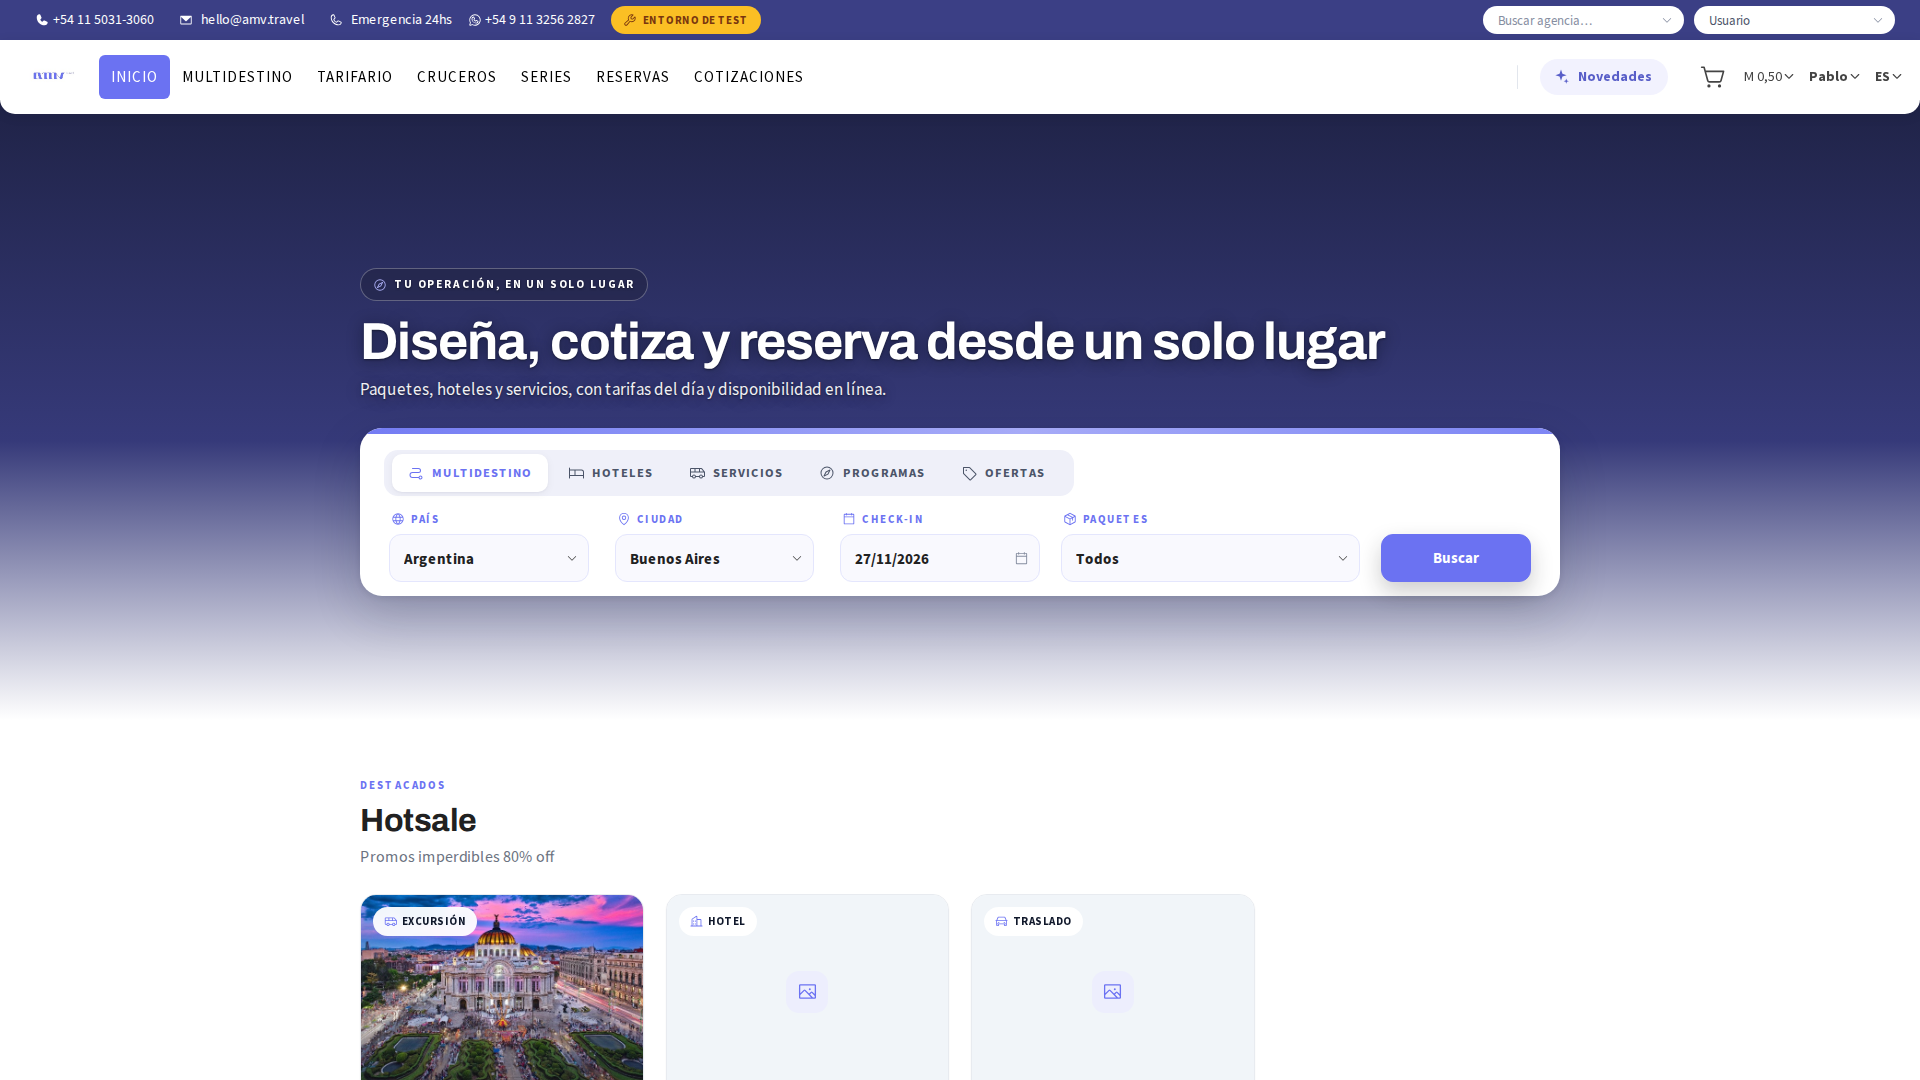 +54 11 5031-3060
hello@amv.travel
Emergencia 24hs
+54 9 11 3256 2827
ENTORNO DE TEST
Buscar agencia...
Usuario
amv
INICIO
MULTIDESTINO
TARIFARIO
CRUCEROS
SERIES
RESERVAS
COTIZACIONES
Novedades
M 0,50
Pablo
ES
TU OPERACIÓN, EN UN SOLO LUGAR
Diseña, cotiza y reserva desde un solo lugar
Paquetes, hoteles y servicios, con tarifas del día y disponibilidad en línea.
MULTIDESTINO
HOTELES
SERVICIOS
PROGRAMAS
OFERTAS
PAÍS
CIUDAD
CHECK-IN
PAQUETES
Argentina
Buenos Aires
27/11/2026
Todos
Buscar
DESTACADOS
Hotsale
Promos imperdibles 80% off
EXCURSIÓN
HOTEL
TRASLADO